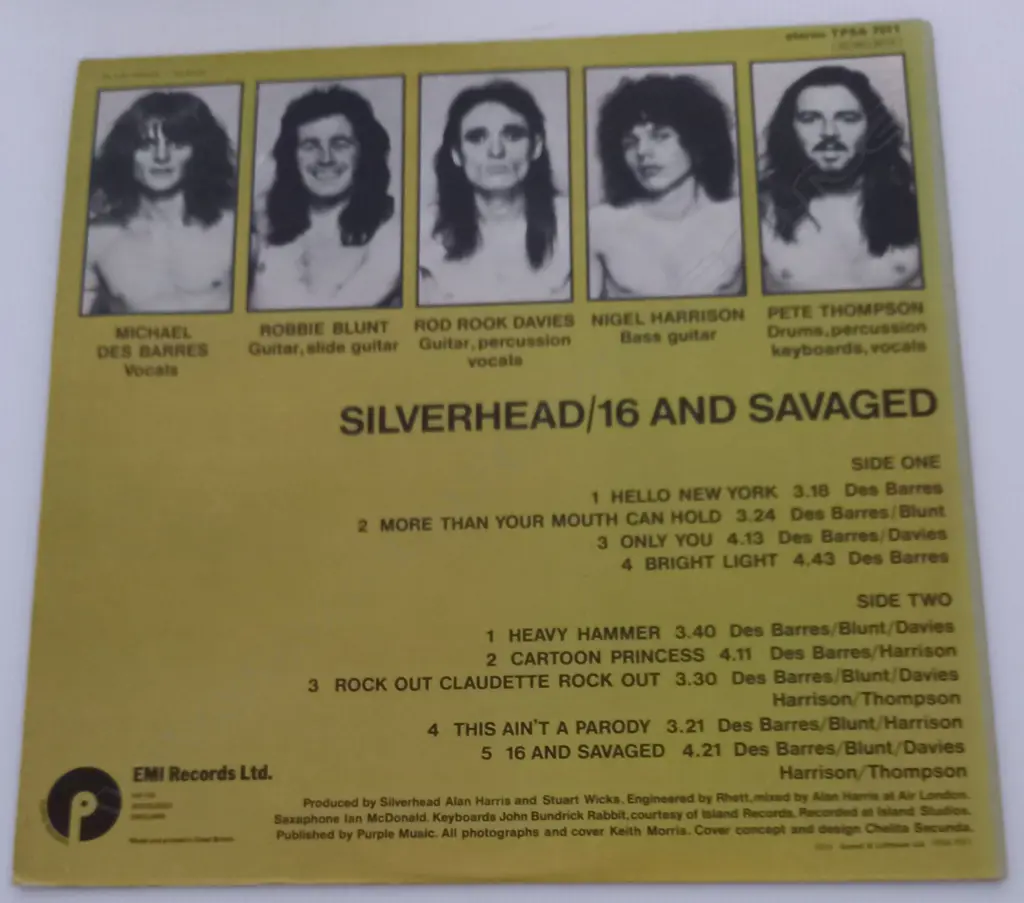 stereo TPSA 7511
MICHAEL
DES BARRES
Vocals
ROBBIE BLUNT
Guitar, slide guitar
ROD ROOK DAVIES
Guitar, percussion
vocals
NIGEL HARRISON
Bass guitar
PETE THOMPSON
Drums, percussion
keyboards, vocals
SILVERHEAD/16 AND SAVAGED
SIDE ONE
1 HELLO NEW YORK 3.18 Des Barres
2 MORE THAN YOUR MOUTH CAN HOLD 3.24 Des Barres/Blunt
3 ONLY YOU 4.13 Des Barres/Davies
4 BRIGHT LIGHT 4.43 Des Barres
SIDE TWO
1 HEAVY HAMMER 3.40 Des Barres/Blunt/Davies
2 CARTOON PRINCESS 4.11 Des Barres/Harrison
3 ROCK OUT CLAUDETTE ROCK OUT 3.30 Des Barres/Blunt/Davies
Harrison/Thompson
4 THIS AIN'T A PARODY 3.21 Des Barres/Blunt/Harrison
5 16 AND SAVAGED 4.21 Des Barres/Blunt/Davies
Harrison/Thompson
EMI Records Ltd.
Produced by Silverhead Alan Harris and Stuart Wicks. Engineered by Rhett, mixed by Alan Harris at Air London.
Saxaphone Ian McDonald. Keyboards John Bundrick Rabbit, courtesy of Island Records. Recorded at Island Studios.
Published by Purple Music. All photographs and cover Keith Morris. Cover concept and design Chelita Secunda.